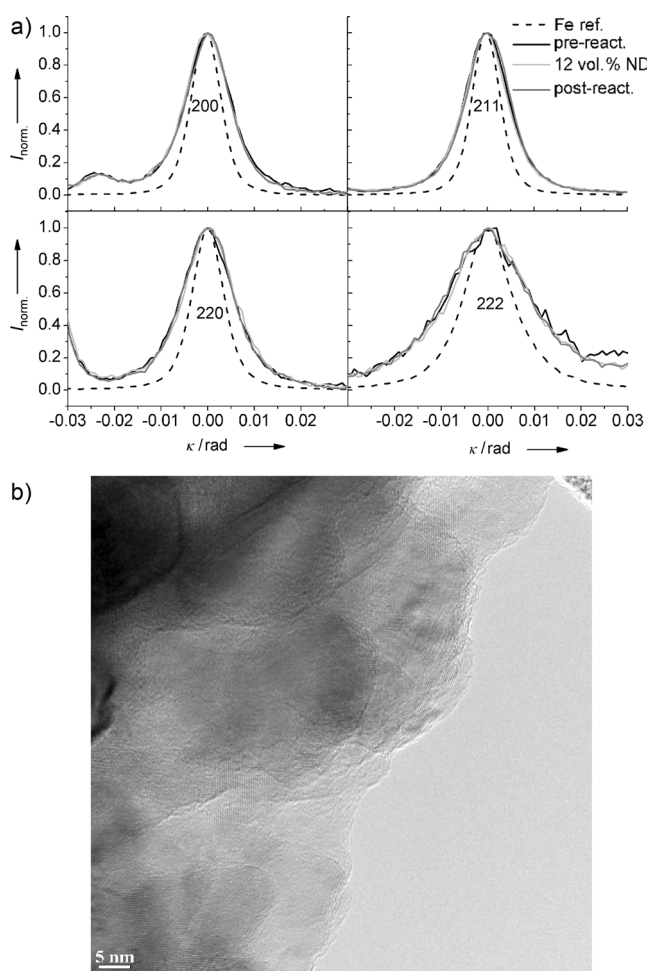 a)
Fe ref.
pre-react.
12 vol.% ND
post-react.
I norm.
1.0
0.8
0.6
0.4
0.2
0.0
200
211
I norm.
1.0
0.8
0.6
0.4
0.2
0.0
220
222
-0.03 -0.02 -0.01 0.00 0.01 0.02 -0.02 -0.01 0.00 0.01 0.02 0.03
κ/rad κ/rad
b)
5 nm